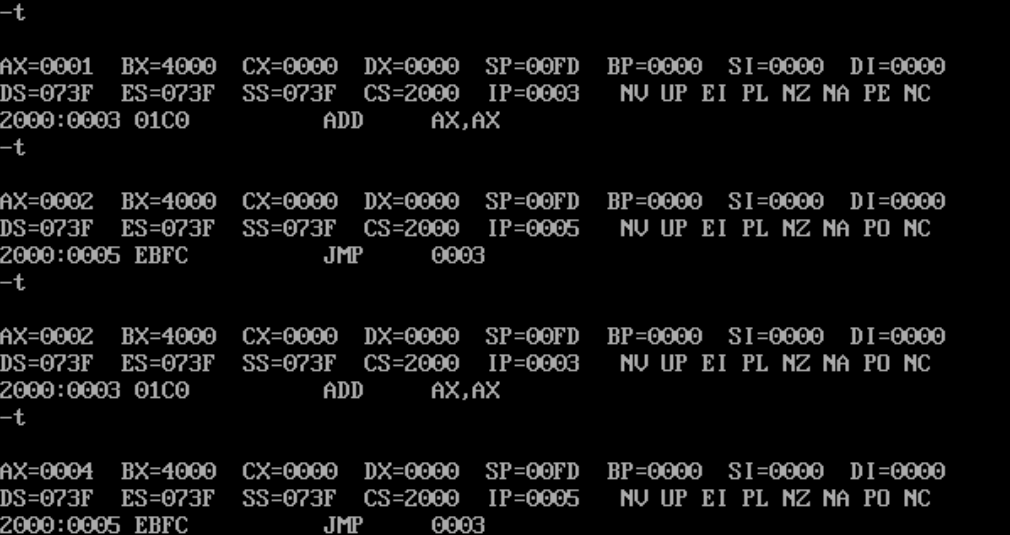 -t
AX=0001 BX=4000 CX=0000 DX=0000 SP=00FD BP=0000 SI=0000 DI=0000
DS=073F ES=073F SS=073F CS=2000 IP=0003 NV UP EI PL NZ NA PE NC
2000:0003 01C0 ADD AX,AX
-t
AX=0002 BX=4000 CX=0000 DX=0000 SP=00FD BP=0000 SI=0000 DI=0000
DS=073F ES=073F SS=073F CS=2000 IP=0005 NV UP EI PL NZ NA PO NC
2000:0005 EBFC JMP 0003
-t
AX=0002 BX=4000 CX=0000 DX=0000 SP=00FD BP=0000 SI=0000 DI=0000
DS=073F ES=073F SS=073F CS=2000 IP=0003 NV UP EI PL NZ NA PO NC
2000:0003 01C0 ADD AX,AX
-t
AX=0004 BX=4000 CX=0000 DX=0000 SP=00FD BP=0000 SI=0000 DI=0000
DS=073F ES=073F SS=073F CS=2000 IP=0005 NV UP EI PL NZ NA PO NC
2000:0005 EBFC JMP 0003